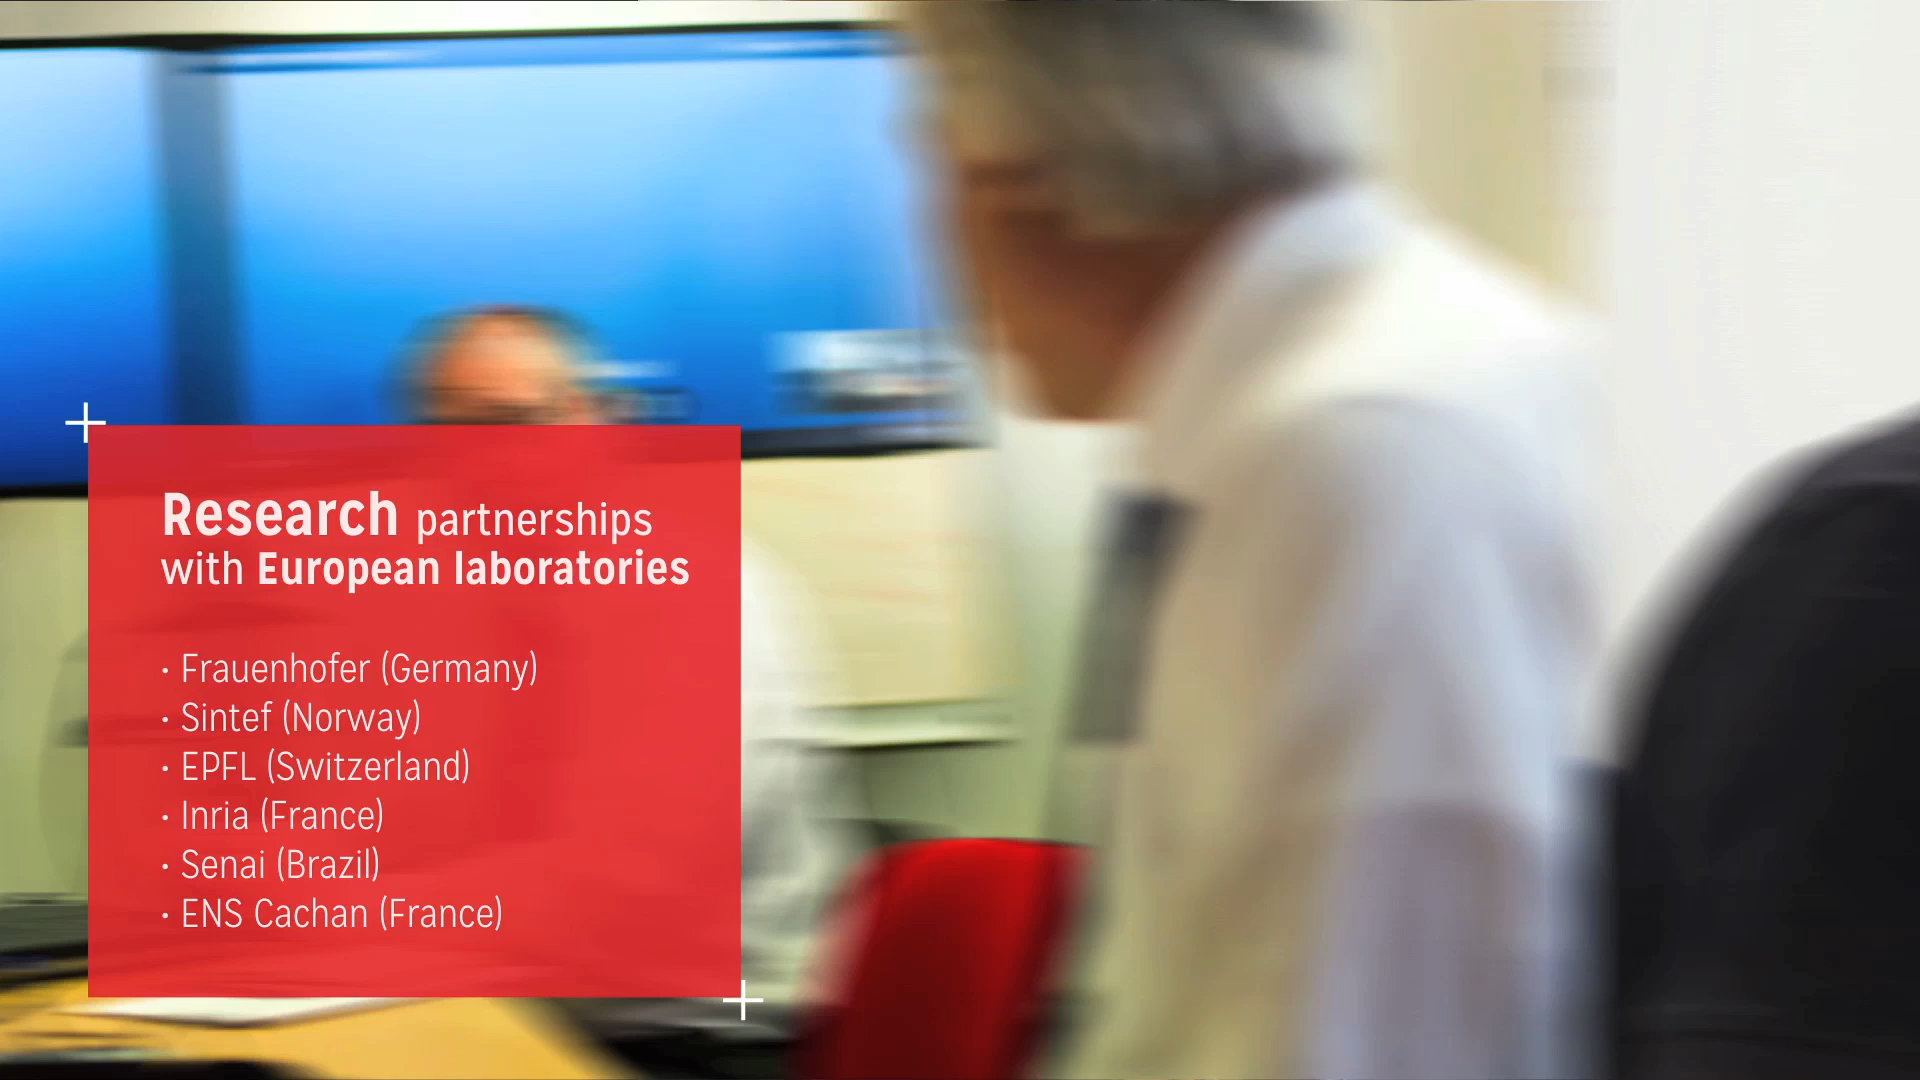 Research partnerships
with European laboratories
· Frauenhofer (Germany)
· Sintef (Norway)
· EPFL (Switzerland)
· Inria (France)
· Senai (Brazil)
· ENS Cachan (France)